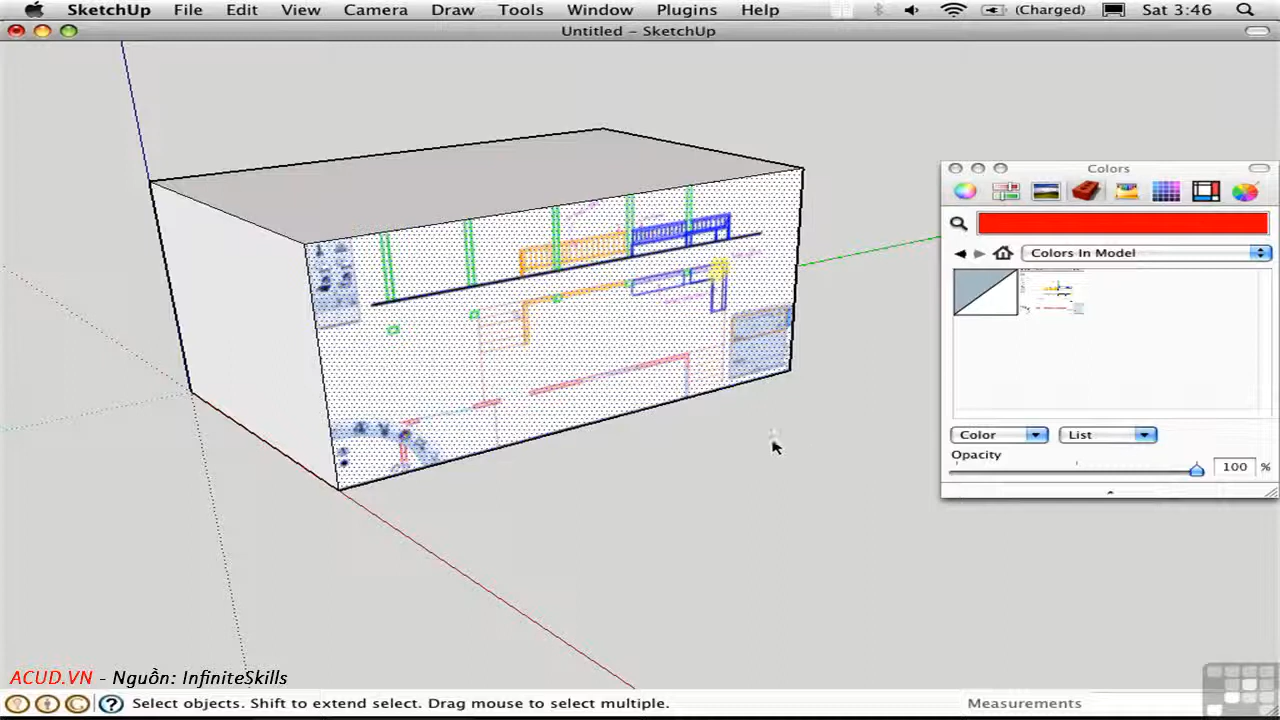 SketchUp File Edit View Camera Draw Tools Window Plugins Help (Charged) Sat 3:46
Untitled – SketchUp
Colors
Colors In Model
Color List
Opacity
100 %
ACUD.VN - Nguồn: InfiniteSkills
Select objects. Shift to extend select. Drag mouse to select multiple. Measurements